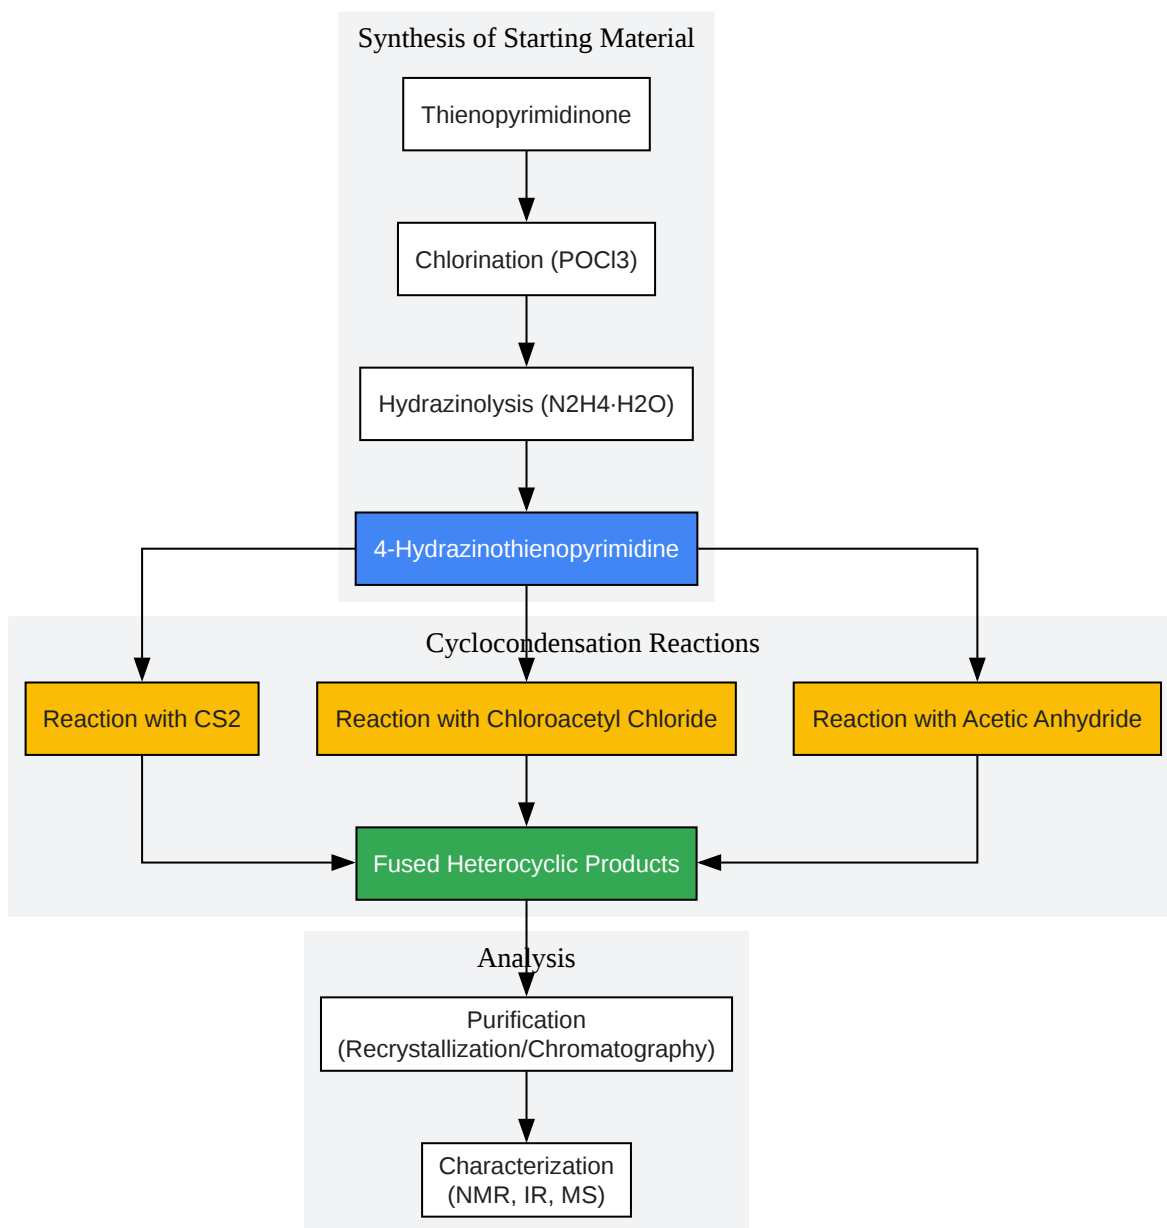 Synthesis of Starting Material
Thienopyrimidinone
Chlorination (POCl3)
Hydrazinolysis (N2H4·H2O)
4-Hydrazinothienopyrimidine
Cyclocondensation Reactions
Reaction with CS2
Reaction with Chloroacetyl Chloride
Reaction with Acetic Anhydride
Fused Heterocyclic Products
Analysis
Purification
(Recrystallization/Chromatography)
Characterization
(NMR, IR, MS)